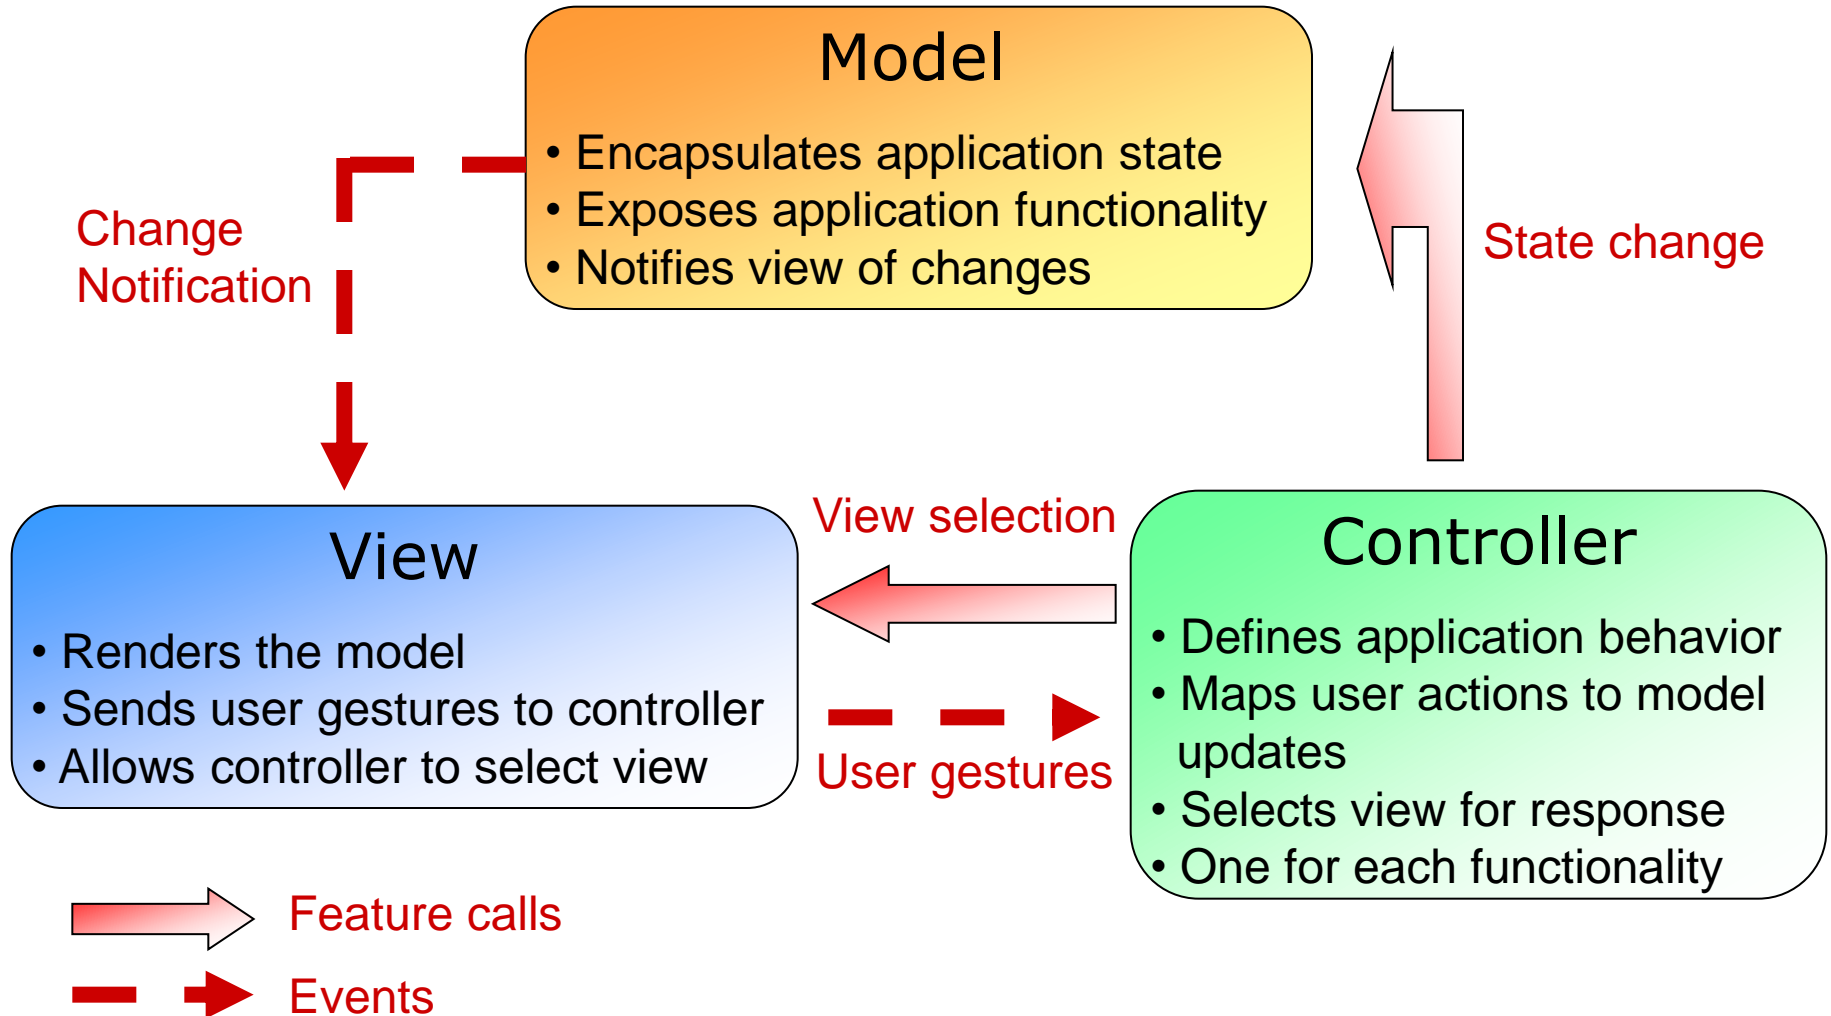 Model
• Encapsulates application state
• Exposes application functionality
• Notifies view of changes
Change
Notification
State change
View
• Renders the model
• Sends user gestures to controller
• Allows controller to select view
View selection
User gestures
Controller
• Defines application behavior
• Maps user actions to model
updates
• Selects view for response
• One for each functionality
Feature calls
Events